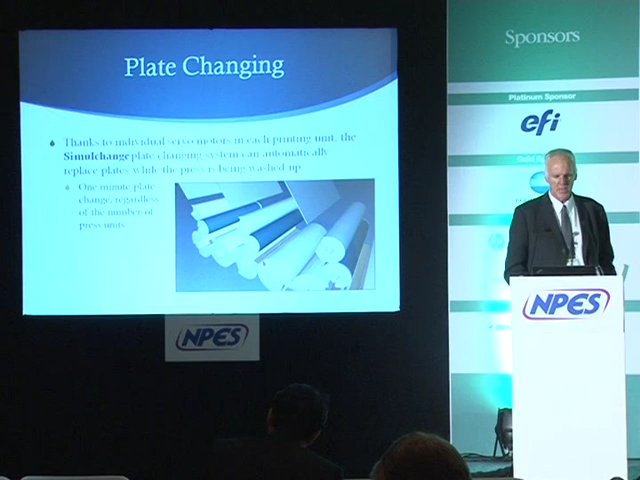 Plate Changing
Thanks to individual servo motors in each printing unit, the
Simulchange plate changing system can automatically
replace plates while the press is being washed up
One minute plate
change, regardless
of the number of
press units
NPES
Sponsors
Platinum Sponsor
efi
NPES